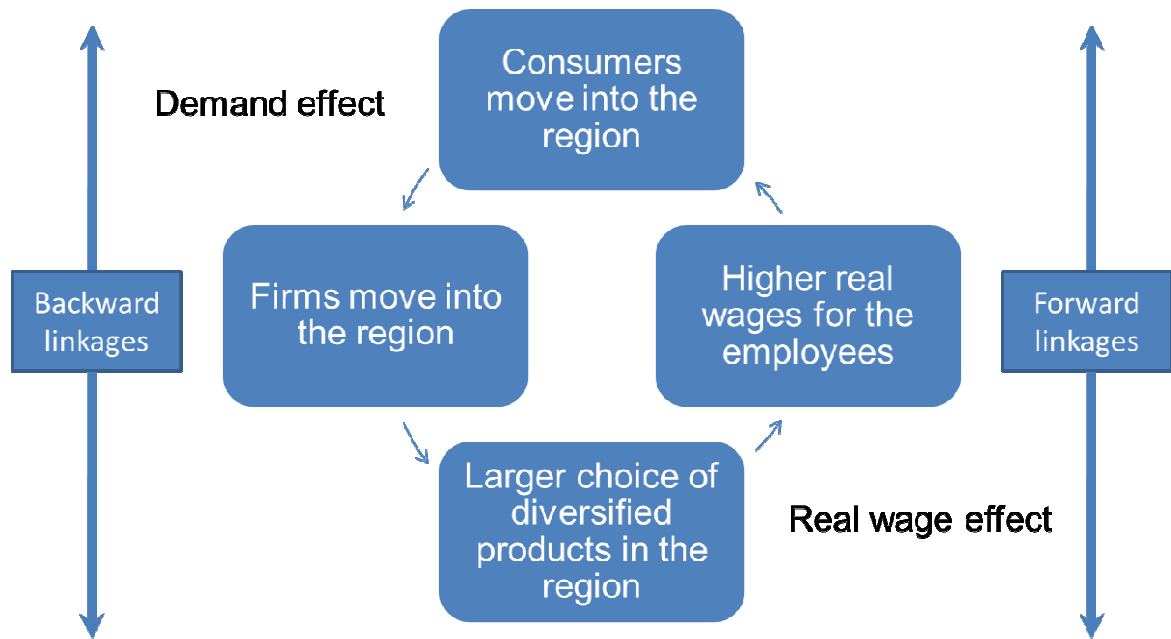 Consumers
move into the
region
Demand effect
Firms move into
the region
Higher real
wages for the
employees
Backward
linkages
Forward
linkages
Larger choice of
diversified
products in the
region
Real wage effect